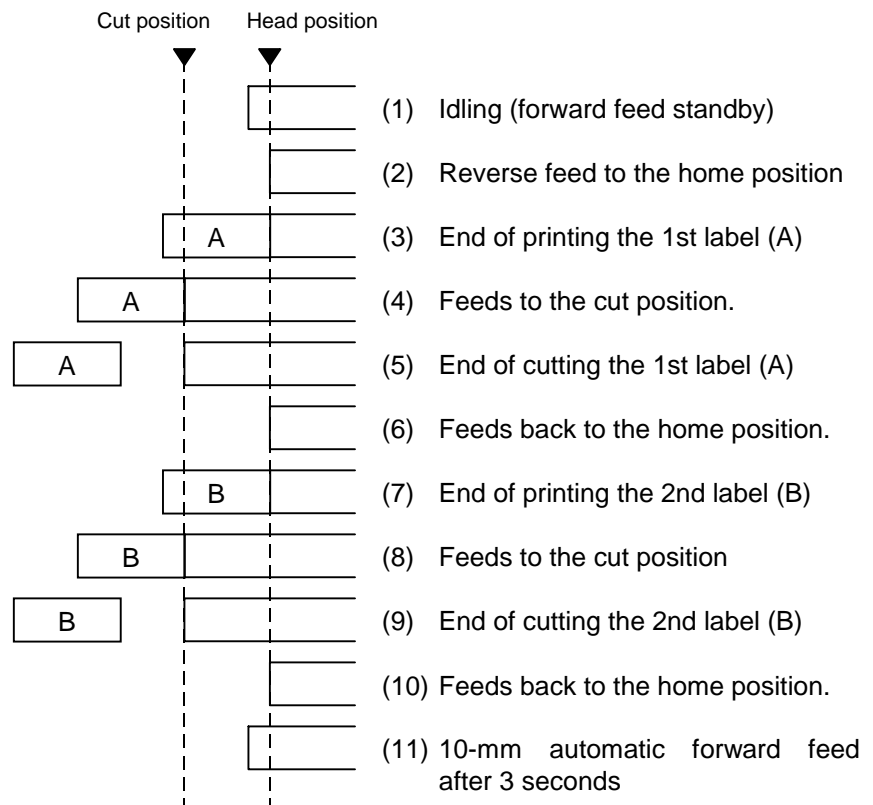 Cut position Head position
(1) Idling (forward feed standby)
(2) Reverse feed to the home position
A (3) End of printing the 1st label (A)
A (4) Feeds to the cut position.
A (5) End of cutting the 1st label (A)
(6) Feeds back to the home position.
B (7) End of printing the 2nd label (B)
B (8) Feeds to the cut position
B (9) End of cutting the 2nd label (B)
(10) Feeds back to the home position.
(11) 10-mm automatic forward feed
after 3 seconds